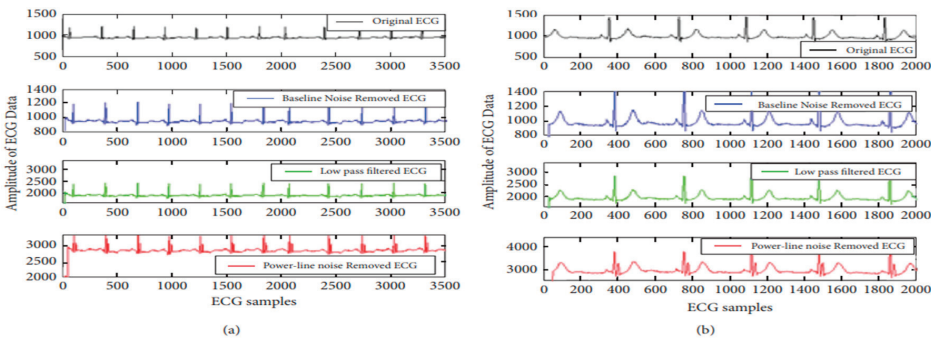 Amplitude of ECG Data
1500
1000
500
Original ECG
0 500 1000 1500 2000 2500 3000 3500
1400
1200
1000
800
Baseline Noise Removed ECG
0 500 1000 1500 2000 2500 3000 3500
3000
2500
2000
Low pass filtered ECG
0 500 1000 1500 2000 2500 3000 3500
3000
2500
2000
Power-line noise Removed ECG
0 500 1000 1500 2000 2500 3000 3500
ECG samples
(a)
Amplitude of ECG Data
1500
1000
500
Original ECG
0 200 400 600 800 1000 1200 1400 1600 1800 2000
1400
1200
1000
800
Baseline Noise Removed ECG
0 200 400 600 800 1000 1200 1400 1600 1800 2000
3000
2500
2000
Low pass filtered ECG
0 200 400 600 800 1000 1200 1400 1600 1800 2000
4000
3000
Power-line noise Removed ECG
0 200 400 600 800 1000 1200 1400 1600 1800 2000
ECG samples
(b)